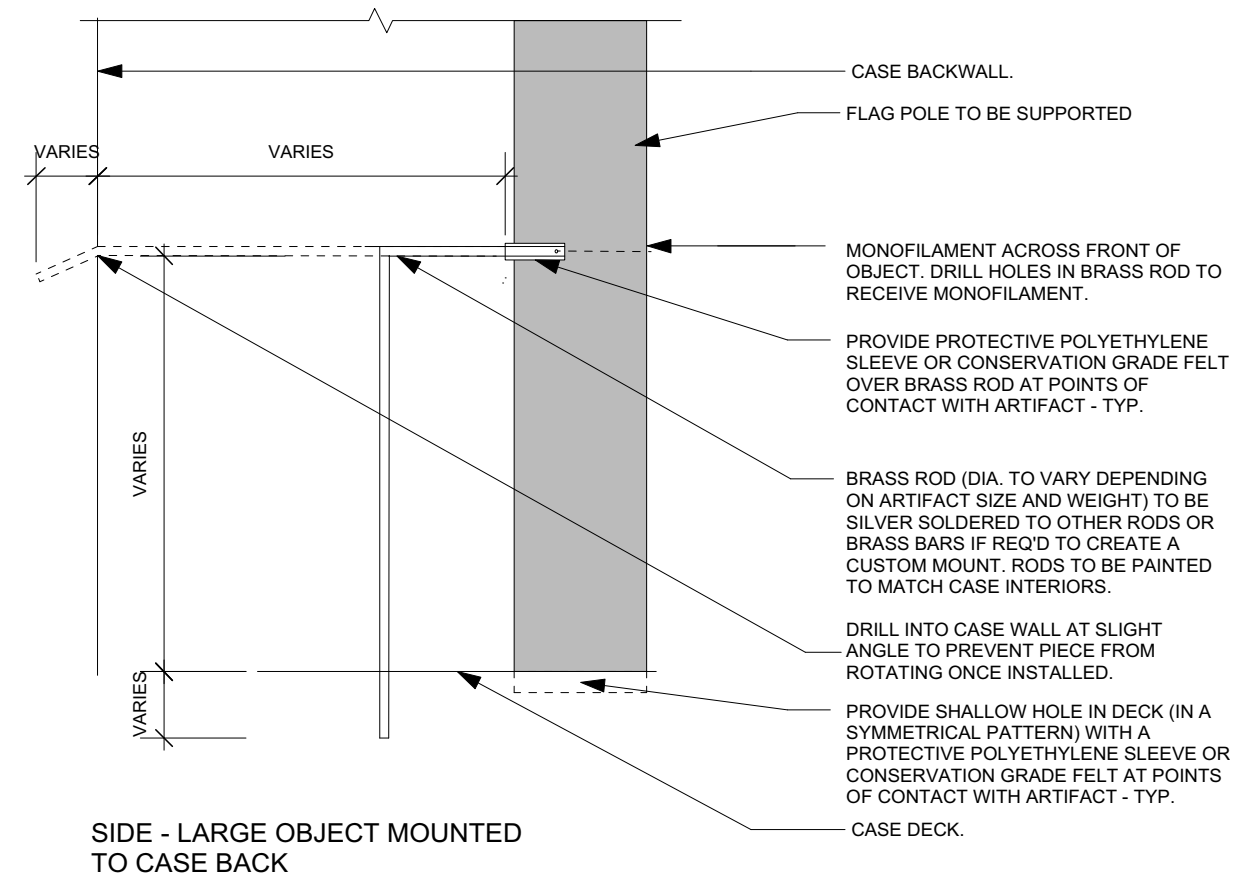 CASE BACKWALL.
FLAG POLE TO BE SUPPORTED
VARIES
VARIES
MONOFILAMENT ACROSS FRONT OF
OBJECT. DRILL HOLES IN BRASS ROD TO
RECEIVE MONOFILAMENT.
PROVIDE PROTECTIVE POLYETHYLENE
SLEEVE OR CONSERVATION GRADE FELT
OVER BRASS ROD AT POINTS OF
CONTACT WITH ARTIFACT - TYP.
VARIES
BRASS ROD (DIA. TO VARY DEPENDING
ON ARTIFACT SIZE AND WEIGHT) TO BE
SILVER SOLDERED TO OTHER RODS OR
BRASS BARS IF REQ'D TO CREATE A
CUSTOM MOUNT. RODS TO BE PAINTED
TO MATCH CASE INTERIORS.
DRILL INTO CASE WALL AT SLIGHT
ANGLE TO PREVENT PIECE FROM
ROTATING ONCE INSTALLED.
VARIES
PROVIDE SHALLOW HOLE IN DECK (IN A
SYMMETRICAL PATTERN) WITH A
PROTECTIVE POLYETHYLENE SLEEVE OR
CONSERVATION GRADE FELT AT POINTS
OF CONTACT WITH ARTIFACT - TYP.
CASE DECK.
SIDE - LARGE OBJECT MOUNTED
TO CASE BACK